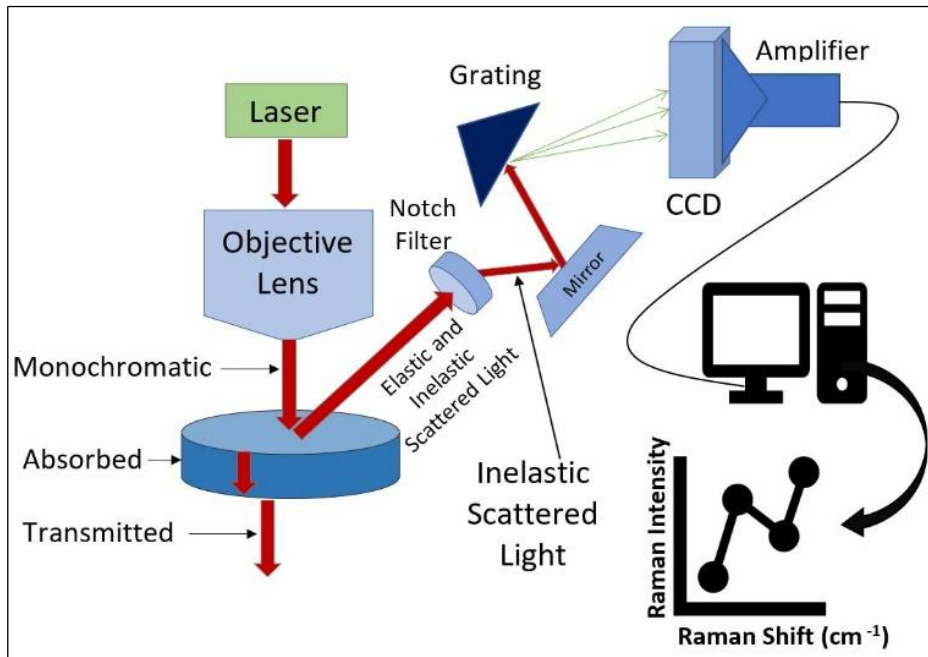 Laser
Objective
Lens
Monochromatic
Absorbed
Transmitted
Elastic and
Inelastic
Scattered Light
Notch
Filter
Inelastic
Scattered
Light
Mirror
Grating
CCD
Amplifier
Raman Intensity
Raman Shift (cm⁻¹)